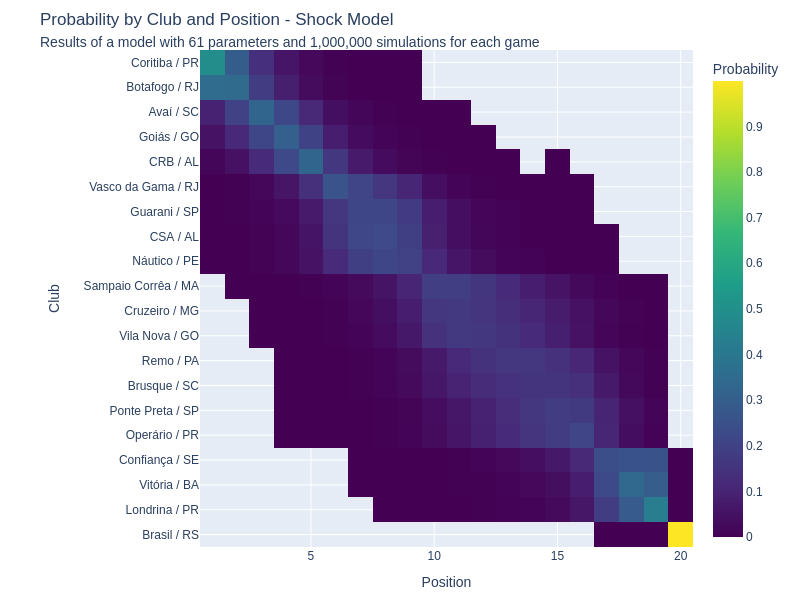 Probability by Club and Position - Shock Model
Results of a model with 61 parameters and 1,000,000 simulations for each game
Probability
Coritiba / PR
Botafogo / RJ
Avaí / SC
Goiás / GO
CRB / AL
Vasco da Gama / RJ
Guarani / SP
CSA / AL
Náutico / PE
Sampaio Corrêa / MA
Cruzeiro / MG
Vila Nova / GO
Remo / PA
Brusque / SC
Ponte Preta / SP
Operário / PR
Confiança / SE
Vitória / BA
Londrina / PR
Brasil / RS
Club
5
10
15
20
Position
0.9
0.8
0.7
0.6
0.5
0.4
0.3
0.2
0.1
0